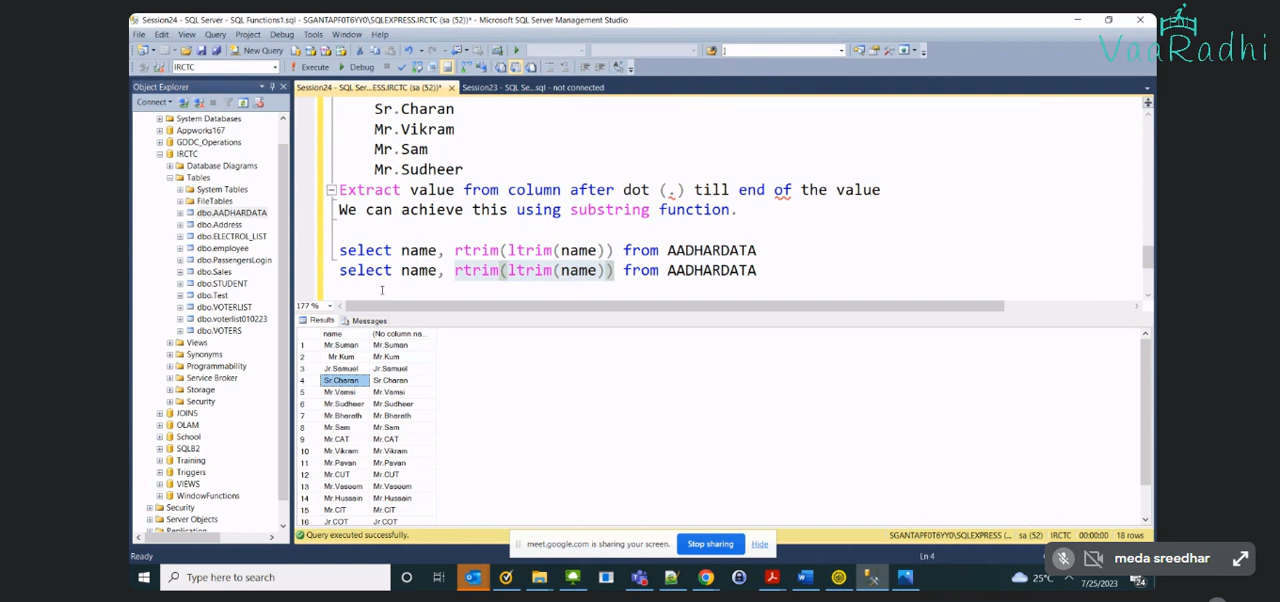 Session24 - SQL Server - SQL Functions1.sql - SGANTAPF0T6YY0\SQLEXPRESS.IRCTC (sa (52))* - Microsoft SQL Server Management Studio
VaaRadhi
File Edit View Query Project Debug Tools Window Help
New Query
IRCTC Execute Debug
Object Explorer
Session24 - SQL Ser...ESS.IRCTC (sa (52))* Session23 - SQL Se...sql - not connected
Connect
System Databases
Appworks167
GDDC_Operations
IRCTC
Database Diagrams
Tables
System Tables
FileTables
dbo.AADHARDATA
dbo.Address
dbo.ELECTROL_LIST
dbo.employee
dbo.PassengersLogin
dbo.Sales
dbo.STUDENT
dbo.Test
dbo.VOTERLIST
dbo.voterlist010223
dbo.VOTERS
Views
Synonyms
Programmability
Service Broker
Storage
Security
JOINS
OLAM
School
SQLB2
Training
Triggers
VIEWS
WindowFunctions
Security
Server Objects
Replication
Sr.Charan
Mr.Vikram
Mr.Sam
Mr.Sudheer
Extract value from column after dot (.) till end of the value
We can achieve this using substring function.
select name, rtrim(ltrim(name)) from AADHARDATA
select name, rtrim(ltrim(name)) from AADHARDATA
177 %
Results Messages
name (No column na...
1 Mr.Suman Mr.Suman
2 Mr.Kum Mr.Kum
3 Jr.Samuel Jr.Samuel
4 Sr.Charan Sr.Charan
5 Mr.Vamsi Mr.Vamsi
6 Mr.Sudheer Mr.Sudheer
7 Mr.Bharath Mr.Bharath
8 Mr.Sam Mr.Sam
9 Mr.CAT Mr.CAT
10 Mr.Vikram Mr.Vikram
11 Mr.Pavan Mr.Pavan
12 Mr.CUT Mr.CUT
13 Mr.Vaseem Mr.Vaseem
14 Mr.Hussain Mr.Hussain
15 Mr.CIT Mr.CIT
16 Jr.COT Jr.COT
Query executed successfully.
SGANTAPF0T6YY0\SQLEXPRESS (... sa (52) IRCTC 00:00:00 18 rows
meet.google.com is sharing your screen. Stop sharing Hide
Ready
Ln 4
meda sreedhar
Type here to search
25°C
7/25/2023
24